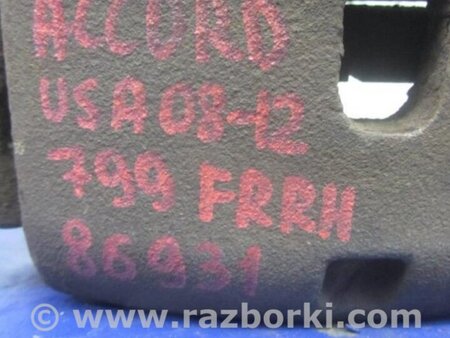 ACCORD
USA 08-12
799 FRRH
86931
© www.razborki.com